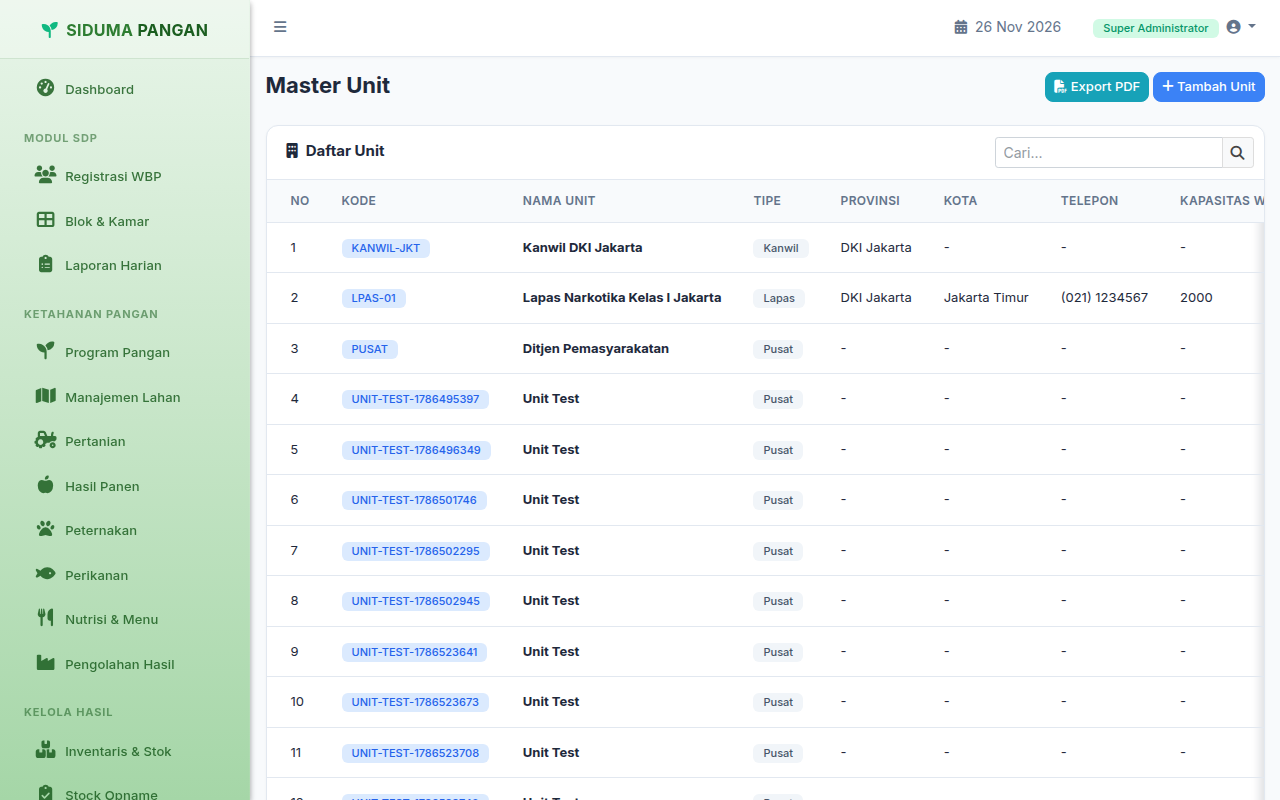 SIDUMA PANGAN
26 Nov 2026
Super Administrator
Dashboard
MODUL SDP
Registrasi WBP
Blok & Kamar
Laporan Harian
KETAHANAN PANGAN
Program Pangan
Manajemen Lahan
Pertanian
Hasil Panen
Peternakan
Perikanan
Nutrisi & Menu
Pengolahan Hasil
KELOLA HASIL
Inventaris & Stok
Stock Opname
Master Unit
Export PDF
Tambah Unit
Daftar Unit
Cari...
NO KODE NAMA UNIT TIPE PROVINSI KOTA TELEPON KAPASITAS W
1 KANWIL-JKT Kanwil DKI Jakarta Kanwil DKI Jakarta - - -
2 LPAS-01 Lapas Narkotika Kelas I Jakarta Lapas DKI Jakarta Jakarta Timur (021) 1234567 2000
3 PUSAT Ditjen Pemasyarakatan Pusat - - - -
4 UNIT-TEST-1786495397 Unit Test Pusat - - - -
5 UNIT-TEST-1786496349 Unit Test Pusat - - - -
6 UNIT-TEST-1786501746 Unit Test Pusat - - - -
7 UNIT-TEST-1786502295 Unit Test Pusat - - - -
8 UNIT-TEST-1786502945 Unit Test Pusat - - - -
9 UNIT-TEST-1786523641 Unit Test Pusat - - - -
10 UNIT-TEST-1786523673 Unit Test Pusat - - - -
11 UNIT-TEST-1786523708 Unit Test Pusat - - - -